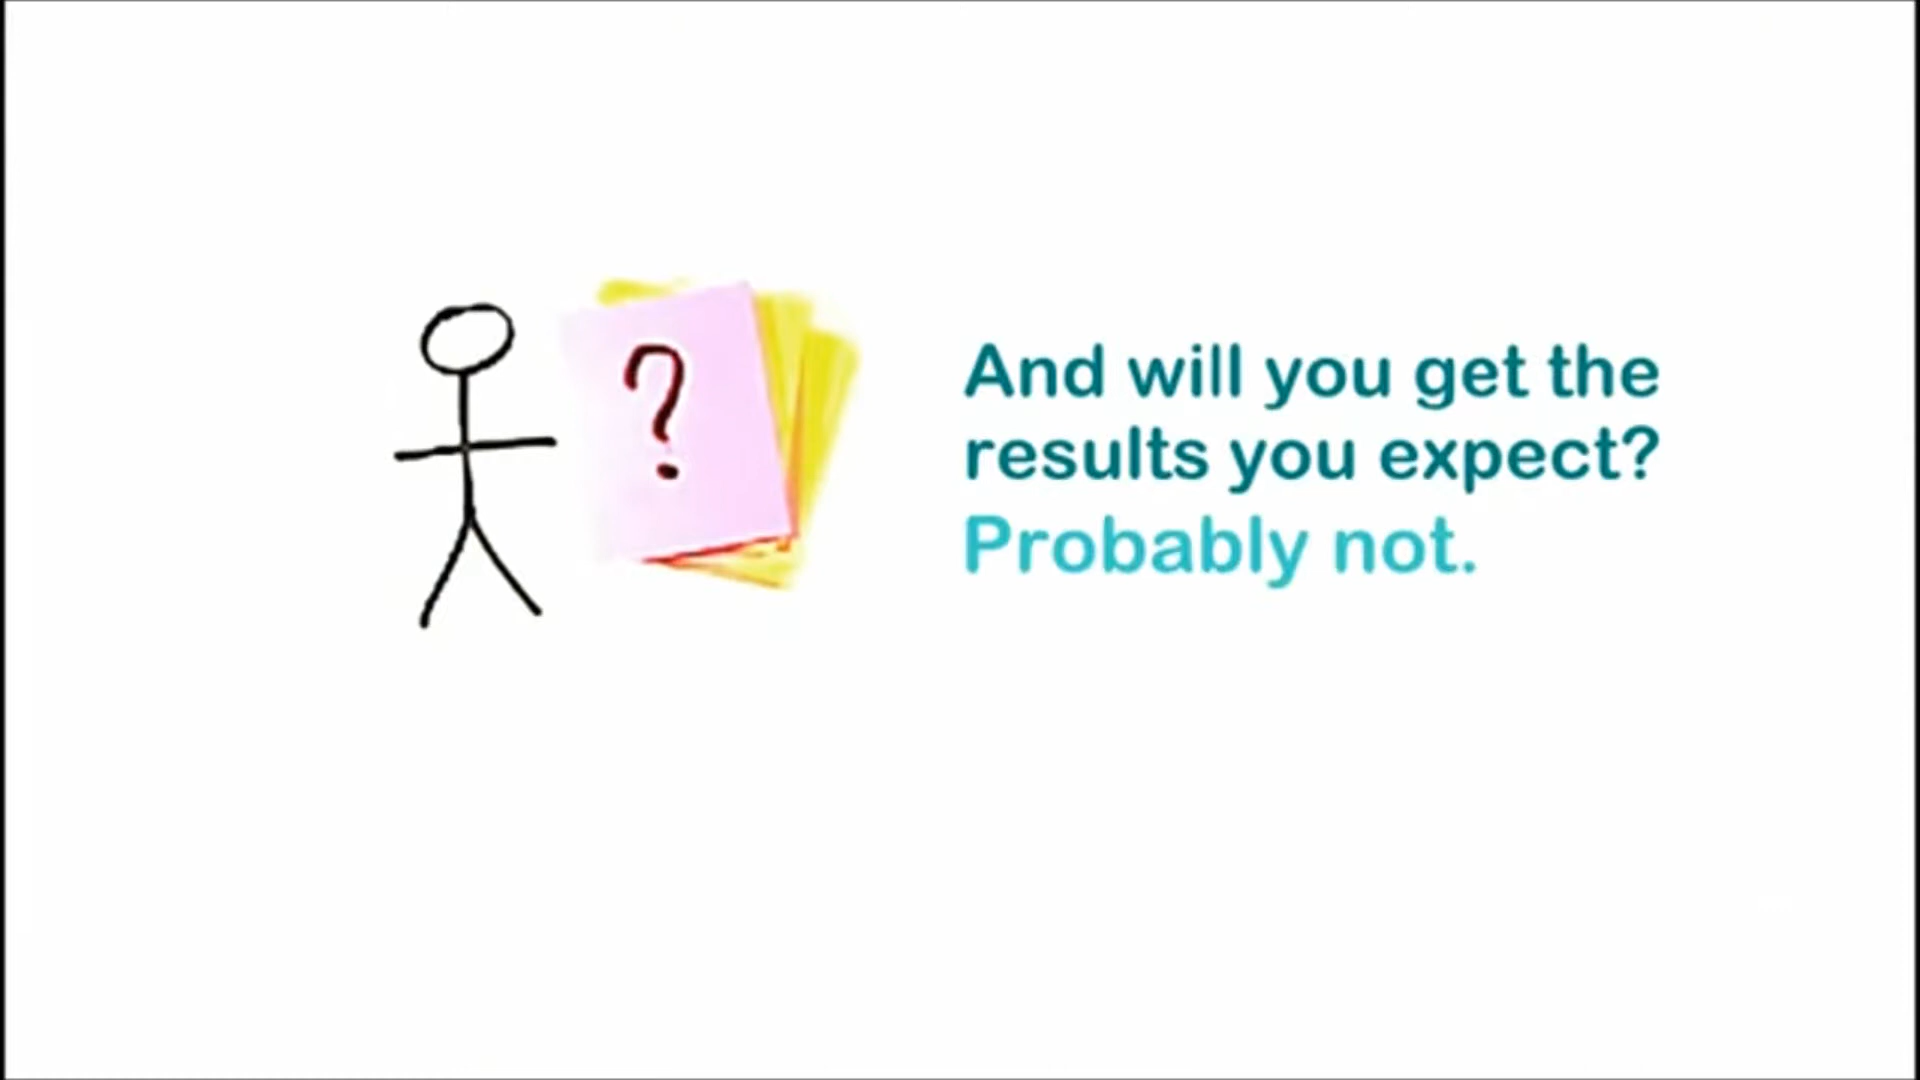 ?
And will you get the
results you expect?
Probably not.